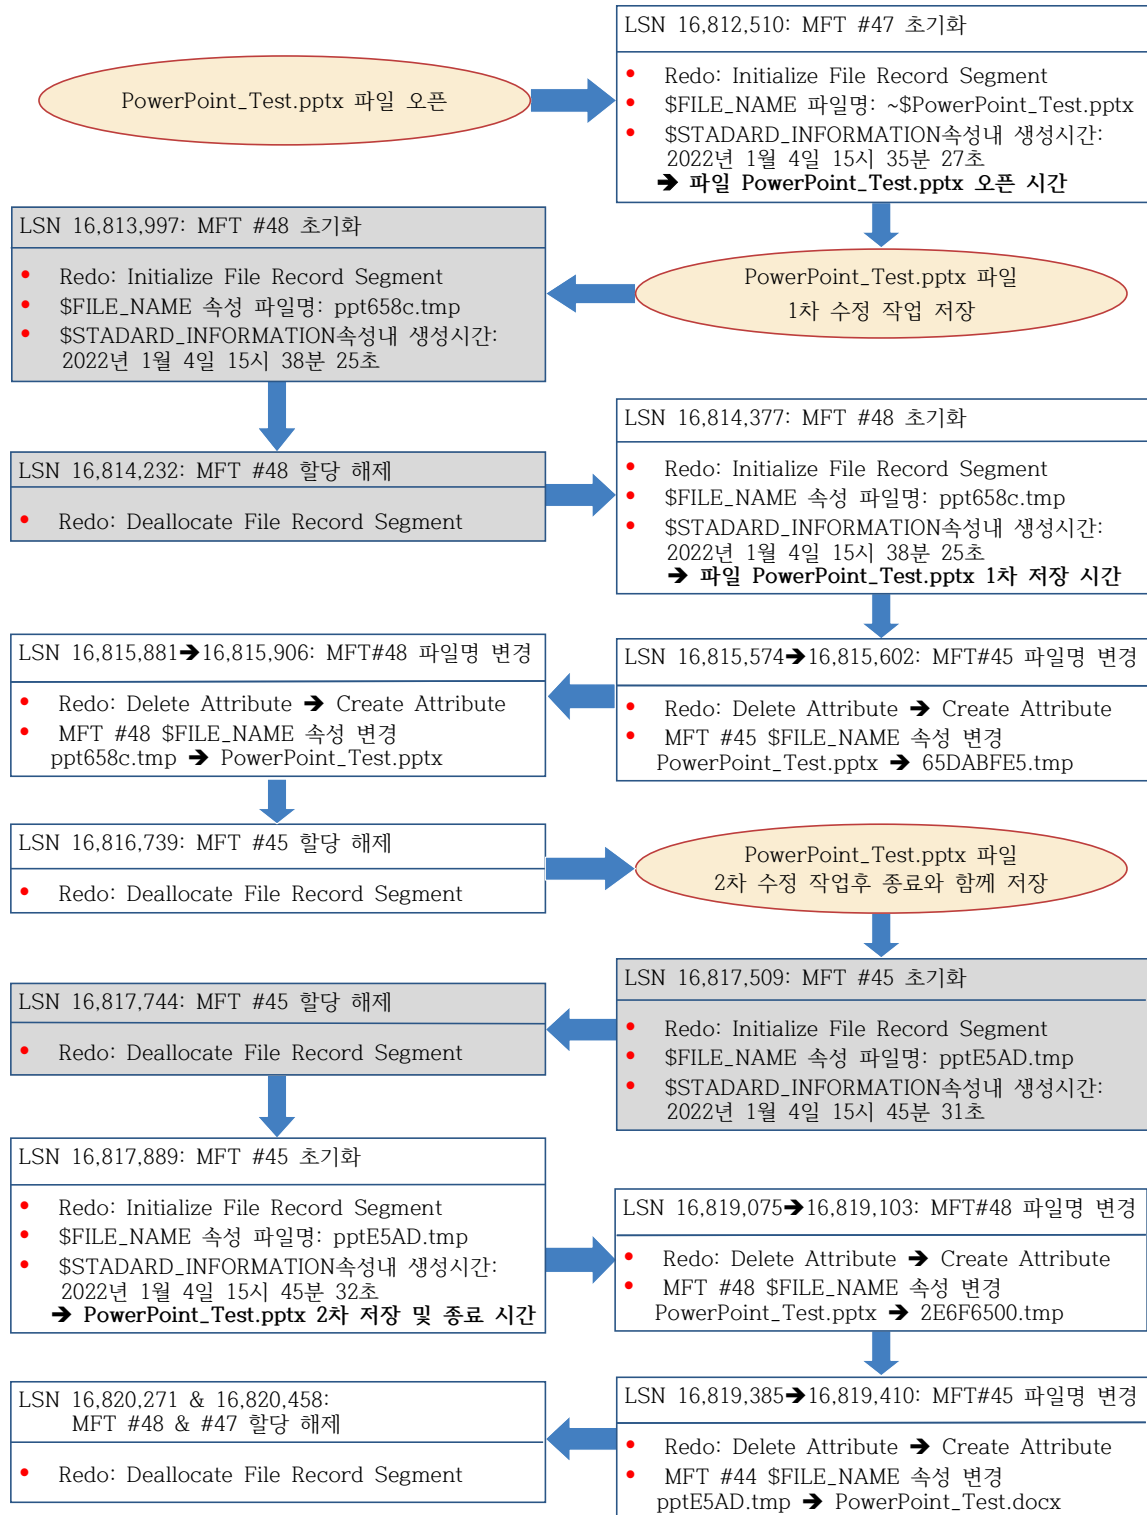 PowerPoint_Test.pptx 파일 오픈
LSN 16,812,510: MFT #47 초기화
• Redo: Initialize File Record Segment
• $FILE_NAME 파일명: ~$PowerPoint_Test.pptx
• $STADARD_INFORMATION속성내 생성시간:
2022년 1월 4일 15시 35분 27초
➔ 파일 PowerPoint_Test.pptx 오픈 시간
PowerPoint_Test.pptx 파일
1차 수정 작업 저장
LSN 16,813,997: MFT #48 초기화
• Redo: Initialize File Record Segment
• $FILE_NAME 속성 파일명: ppt658c.tmp
• $STADARD_INFORMATION속성내 생성시간:
2022년 1월 4일 15시 38분 25초
LSN 16,814,232: MFT #48 할당 해제
• Redo: Deallocate File Record Segment
LSN 16,814,377: MFT #48 초기화
• Redo: Initialize File Record Segment
• $FILE_NAME 속성 파일명: ppt658c.tmp
• $STADARD_INFORMATION속성내 생성시간:
2022년 1월 4일 15시 38분 25초
➔ 파일 PowerPoint_Test.pptx 1차 저장 시간
LSN 16,815,574➔16,815,602: MFT#45 파일명 변경
• Redo: Delete Attribute ➔ Create Attribute
• MFT #45 $FILE_NAME 속성 변경
PowerPoint_Test.pptx ➔ 65DABFE5.tmp
LSN 16,815,881➔16,815,906: MFT#48 파일명 변경
• Redo: Delete Attribute ➔ Create Attribute
• MFT #48 $FILE_NAME 속성 변경
ppt658c.tmp ➔ PowerPoint_Test.pptx
LSN 16,816,739: MFT #45 할당 해제
• Redo: Deallocate File Record Segment
PowerPoint_Test.pptx 파일
2차 수정 작업후 종료와 함께 저장
LSN 16,817,509: MFT #45 초기화
• Redo: Initialize File Record Segment
• $FILE_NAME 속성 파일명: pptE5AD.tmp
• $STADARD_INFORMATION속성내 생성시간:
2022년 1월 4일 15시 45분 31초
LSN 16,817,744: MFT #45 할당 해제
• Redo: Deallocate File Record Segment
LSN 16,817,889: MFT #45 초기화
• Redo: Initialize File Record Segment
• $FILE_NAME 속성 파일명: pptE5AD.tmp
• $STADARD_INFORMATION속성내 생성시간:
2022년 1월 4일 15시 45분 32초
➔ PowerPoint_Test.pptx 2차 저장 및 종료 시간
LSN 16,819,075➔16,819,103: MFT#48 파일명 변경
• Redo: Delete Attribute ➔ Create Attribute
• MFT #48 $FILE_NAME 속성 변경
PowerPoint_Test.pptx ➔ 2E6F6500.tmp
LSN 16,819,385➔16,819,410: MFT#45 파일명 변경
• Redo: Delete Attribute ➔ Create Attribute
• MFT #44 $FILE_NAME 속성 변경
pptE5AD.tmp ➔ PowerPoint_Test.docx
LSN 16,820,271 & 16,820,458:
MFT #48 & #47 할당 해제
• Redo: Deallocate File Record Segment